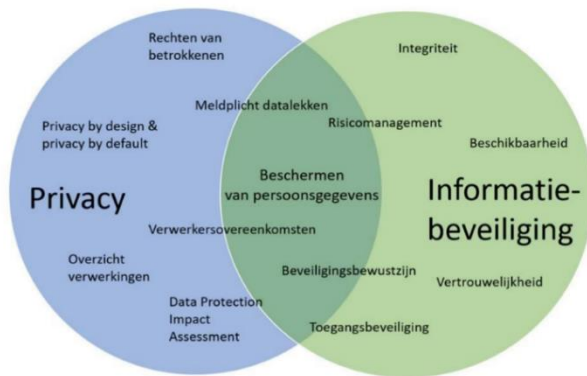 Rechten van
betrokkenen
Integriteit
Meldplicht datalekken
Risicomanagement
Privacy by design &
privacy by default
Beschikbaarheid
Beschermen
van persoonsgegevens
Privacy
Informatie-
beveiliging
Verwerkersovereenkomsten
Overzicht
verwerkingen
Beveiligingsbewustzijn
Vertrouwelijkheid
Data Protection
Impact
Assessment
Toegangsbeveiliging